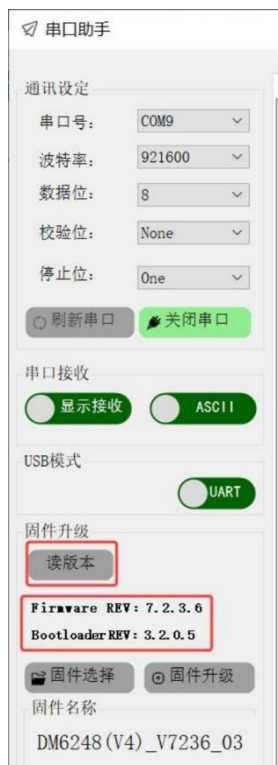 串口助手
通讯设定
串口号： COM9
波特率： 921600
数据位： 8
校验位： None
停止位： One
刷新串口 关闭串口
串口接收
显示接收 ASCII
USB模式
UART
固件升级
读版本
Firmware REV: 7.2.3.6
Bootloader REV: 3.2.0.5
固件选择 固件升级
固件名称
DM6248(V4)_V7236_03